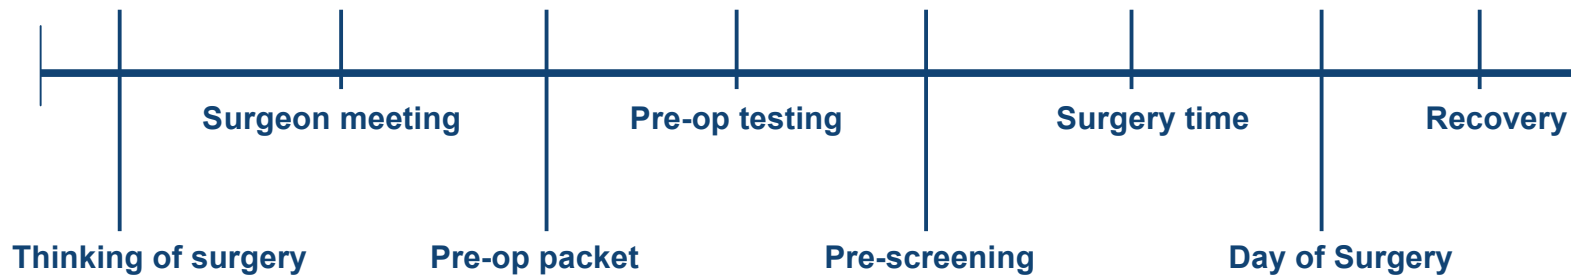 Surgeon meeting
Pre-op testing
Surgery time
Recovery
Thinking of surgery
Pre-op packet
Pre-screening
Day of Surgery